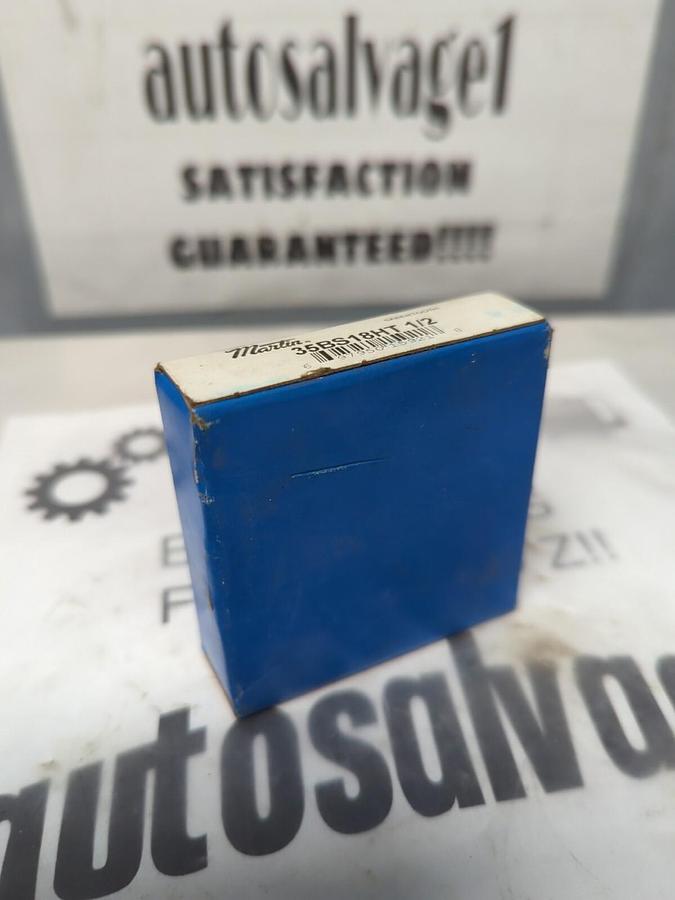 autosalvage1
SATISFACTION
GUARANTEED!!!!
Martin
35BS18HT 1/2
Z!!
autosalva